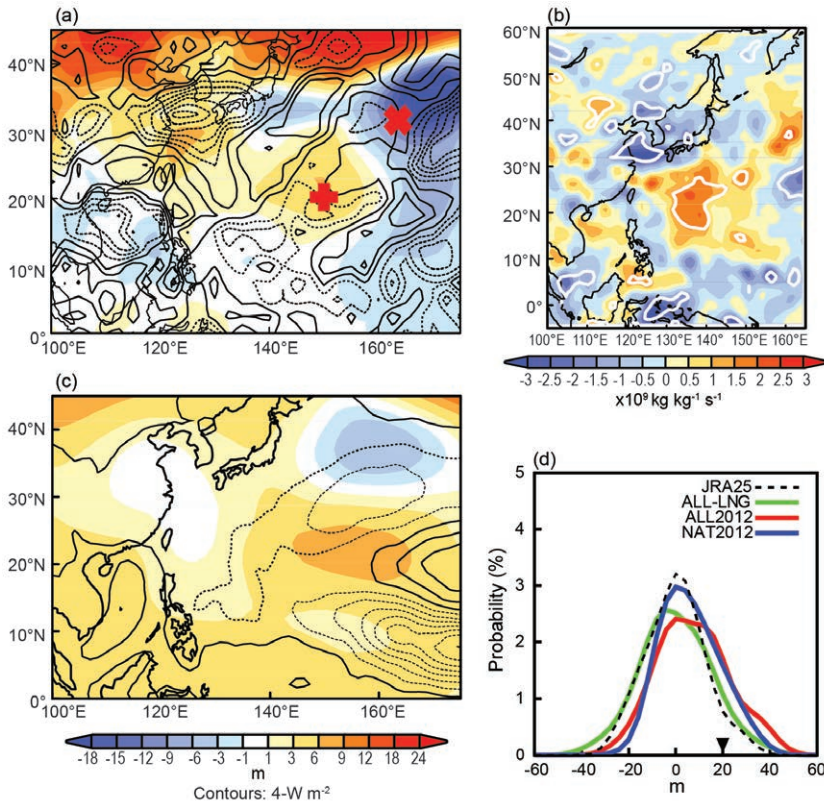 (a)
40°N
30°N
20°N
10°N
0°
100°E 120°E 140°E 160°E
(b)
60°N
50°N
40°N
30°N
20°N
10°N
0°
100°E 110°E 120°E 130°E 140°E 150°E 160°E
-3 -2.5 -2 -1.5 -1 -0.5 0 0.5 1 1.5 2 2.5 3
x10⁹ kg kg⁻¹ s⁻¹
(c)
40°N
30°N
20°N
10°N
0°
100°E 120°E 140°E 160°E
-18 -15 -12 -9 -6 -3 -1 1 3 6 9 12 15 18 24
m
Contours: 4-W m⁻²
(d)
JRA25
ALL-LNG
ALL2012
NAT2012
Probability (%)
5
4
3
2
1
0
-60 -40 -20 0 20 40 60
m